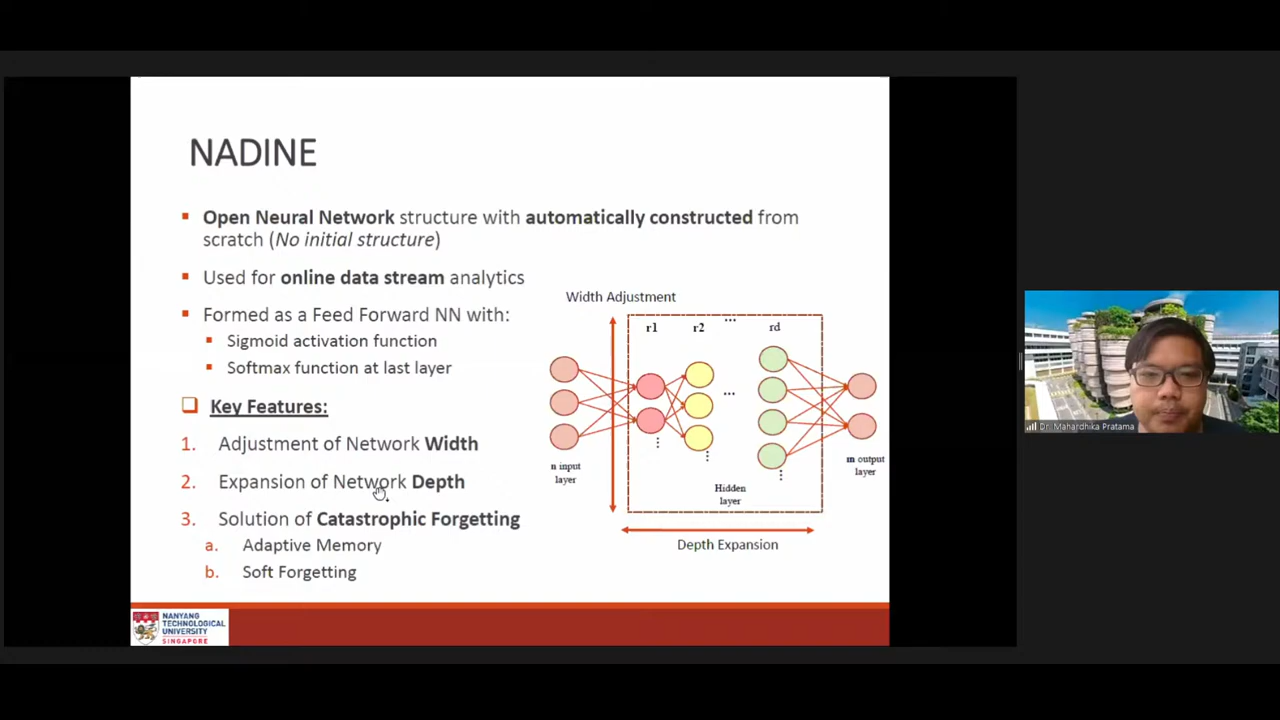 NADINE
▪ Open Neural Network structure with automatically constructed from
scratch (No initial structure)
▪ Used for online data stream analytics
▪ Formed as a Feed Forward NN with:
▪ Sigmoid activation function
▪ Softmax function at last layer
❑ Key Features:
1. Adjustment of Network Width
2. Expansion of Network Depth
3. Solution of Catastrophic Forgetting
a. Adaptive Memory
b. Soft Forgetting
Width Adjustment
r1 r2 ... rd
...
n input
layer
Hidden
layer
m output
layer
Depth Expansion
NANYANG
TECHNOLOGICAL
UNIVERSITY
SINGAPORE
Dr. Mahardhika Pratama